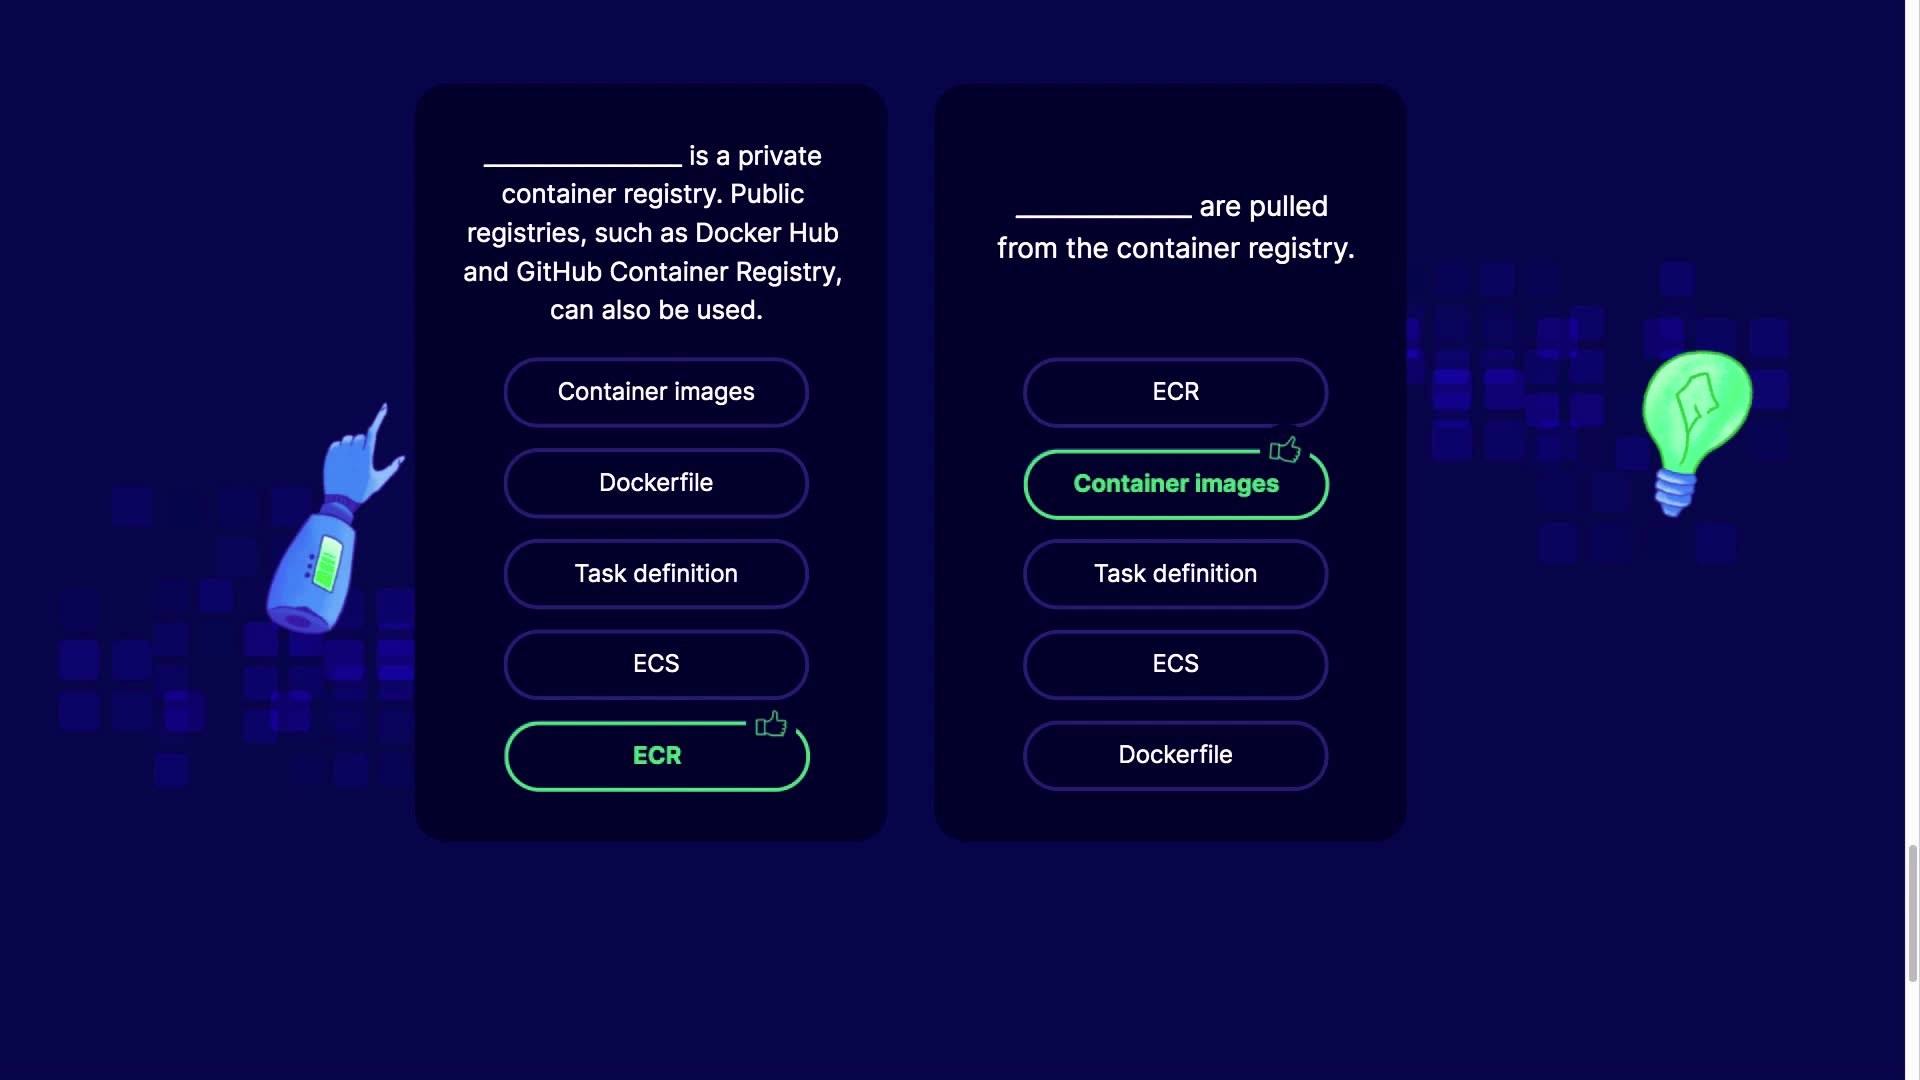 ______________ is a private
container registry. Public
registries, such as Docker Hub
and GitHub Container Registry,
can also be used.
Container images
Dockerfile
Task definition
ECS
ECR
____________ are pulled
from the container registry.
ECR
Container images
Task definition
ECS
Dockerfile